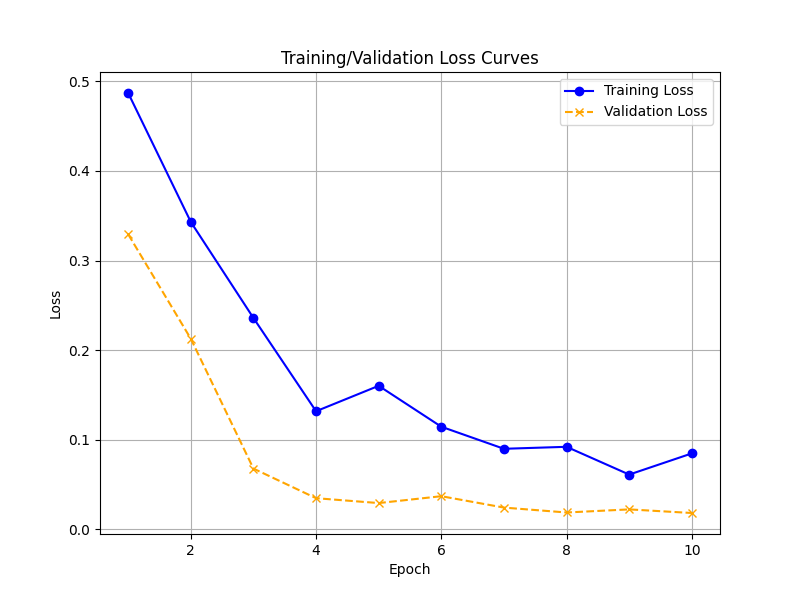 Training/Validation Loss Curves
Training Loss
Validation Loss
0.5
0.4
0.3
0.2
0.1
0.0
Loss
2 4 6 8 10
Epoch